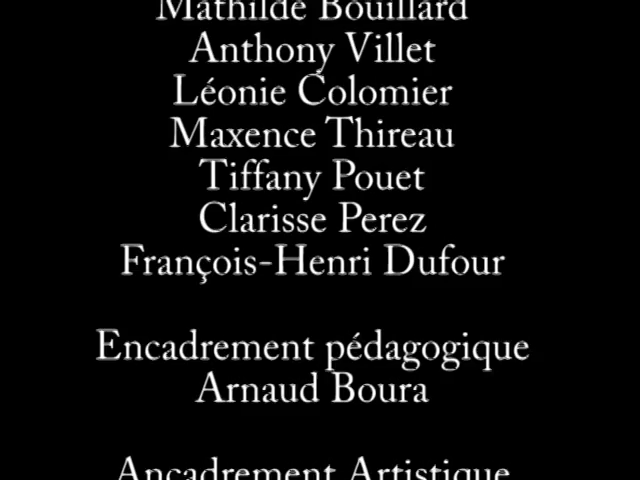 Mathilde Bouillard
Anthony Villet
Léonie Colomier
Maxence Thireau
Tiffany Pouet
Clarisse Perez
François-Henri Dufour
Encadrement pédagogique
Arnaud Boura
Ancadrement Artistique